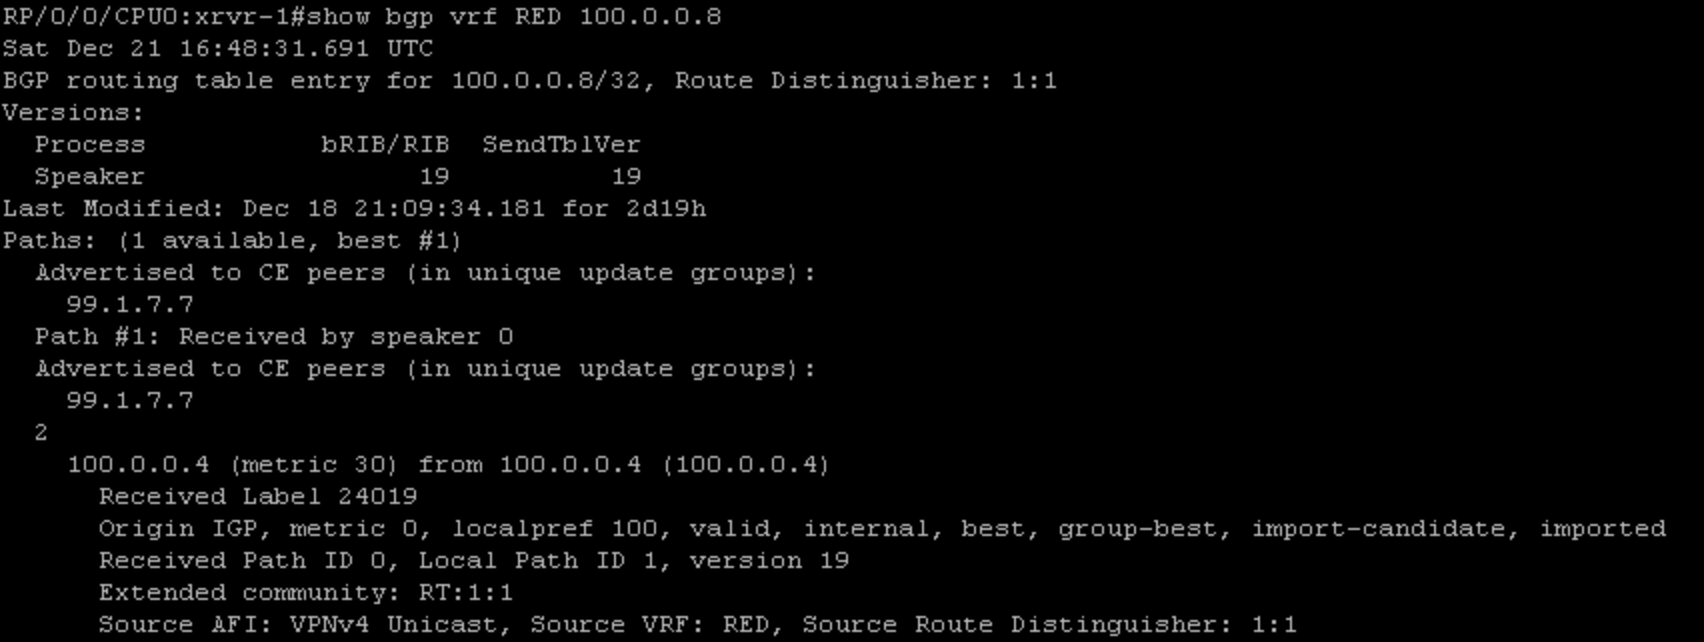 RP/0/0/CPU0:xrvr-1#show bgp vrf RED 100.0.0.8
Sat Dec 21 16:48:31.691 UTC
BGP routing table entry for 100.0.0.8/32, Route Distinguisher: 1:1
Versions:
  Process           bRIB/RIB  SendTblVer
  Speaker                 19          19
Last Modified: Dec 18 21:09:34.181 for 2d19h
Paths: (1 available, best #1)
  Advertised to CE peers (in unique update groups):
    99.1.7.7
  Path #1: Received by speaker 0
  Advertised to CE peers (in unique update groups):
    99.1.7.7
  2
    100.0.0.4 (metric 30) from 100.0.0.4 (100.0.0.4)
      Received Label 24019
      Origin IGP, metric 0, localpref 100, valid, internal, best, group-best, import-candidate, imported
      Received Path ID 0, Local Path ID 1, version 19
      Extended community: RT:1:1
      Source AFI: VPNv4 Unicast, Source VRF: RED, Source Route Distinguisher: 1:1